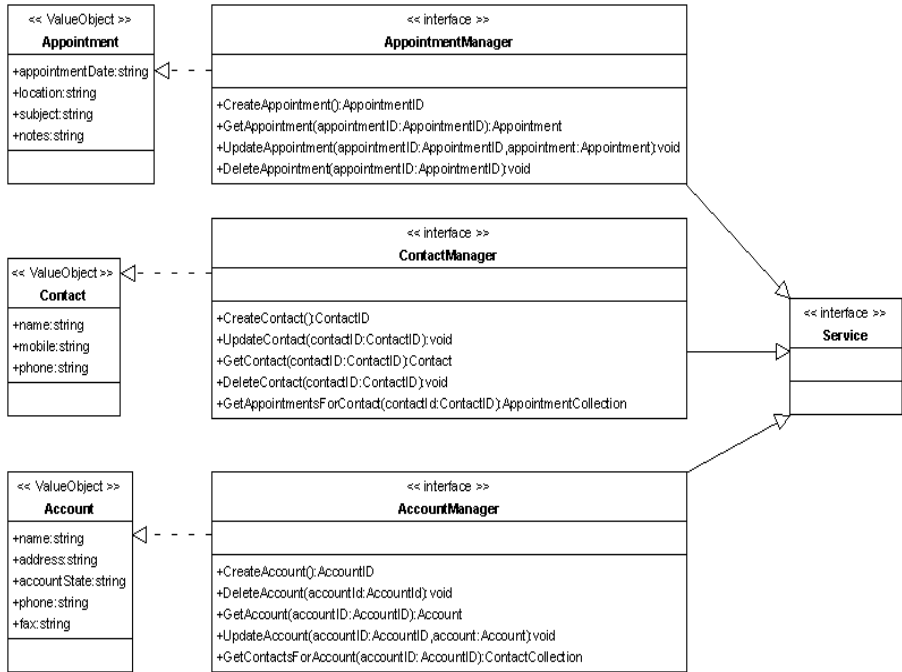 << ValueObject >>
Appointment
+appointmentDate:string
+location:string
+subject:string
+notes:string
<< interface >>
AppointmentManager
+CreateAppointment():AppointmentID
+GetAppointment(appointmentID:AppointmentID):Appointment
+UpdateAppointment(appointmentID:AppointmentID,appointment:Appointment):void
+DeleteAppointment(appointmentID:AppointmentID):void
<< ValueObject >>
Contact
+name:string
+mobile:string
+phone:string
<< interface >>
ContactManager
+CreateContact():ContactID
+UpdateContact(contactID:ContactID):void
+GetContact(contactID:ContactID):Contact
+DeleteContact(contactID:ContactID):void
+GetAppointmentsForContact(contactId:ContactID):AppointmentCollection
<< interface >>
Service
<< ValueObject >>
Account
+name:string
+address:string
+accountState:string
+phone:string
+fax:string
<< interface >>
AccountManager
+CreateAccount():AccountID
+DeleteAccount(accountId:AccountId):void
+GetAccount(accountID:AccountID):Account
+UpdateAccount(accountID:AccountID,account:Account):void
+GetContactsForAccount(accountID:AccountID):ContactCollection